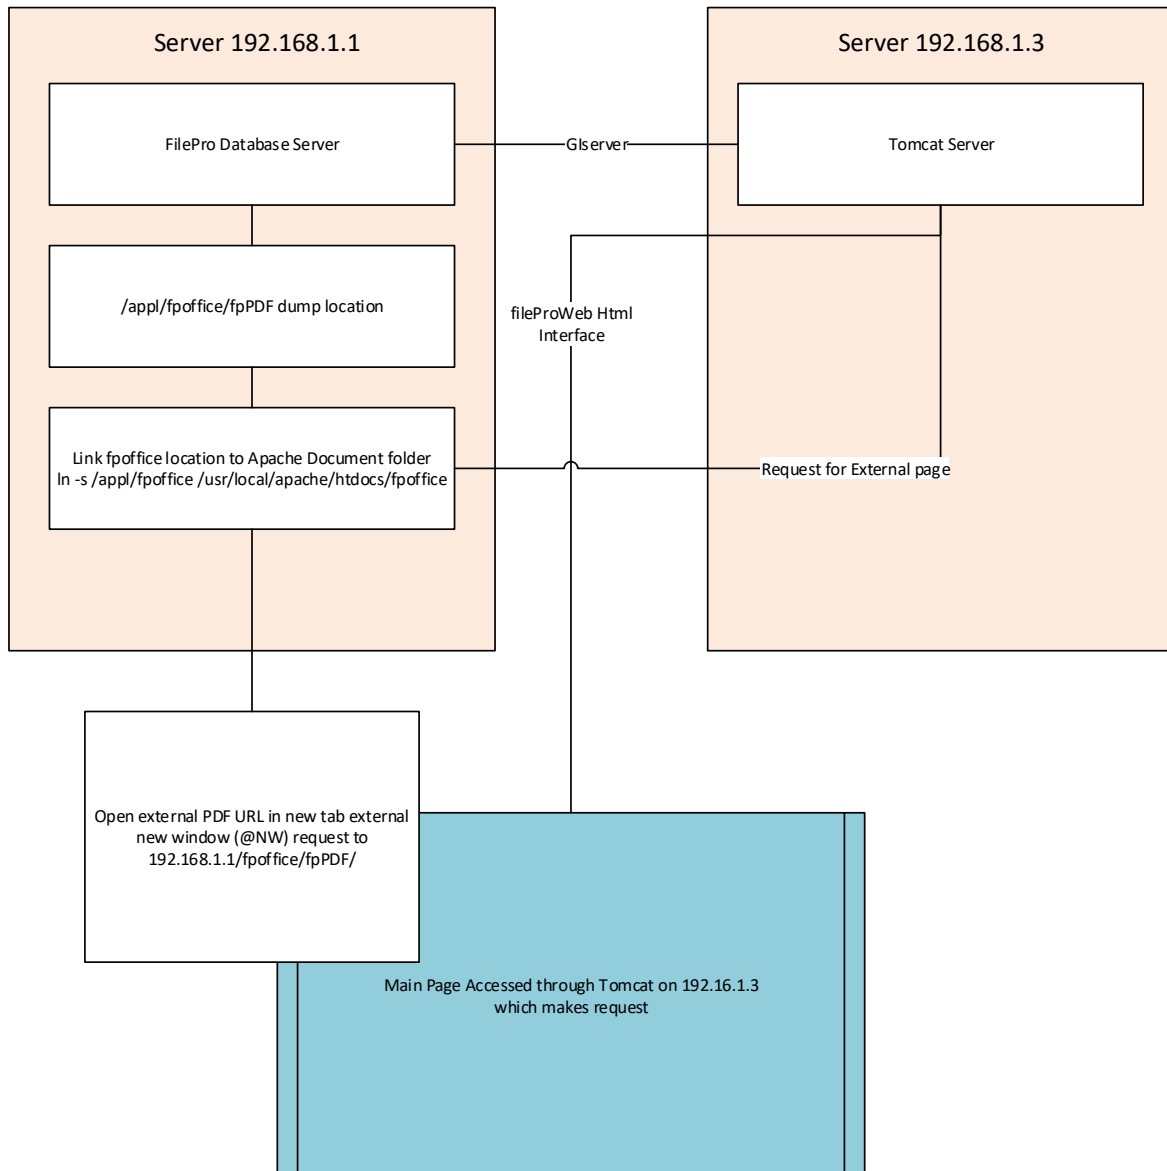 Server 192.168.1.1
Server 192.168.1.3
FilePro Database Server
GIserver
Tomcat Server
/appl/fpoffice/fpPDF dump location
fileProWeb Html
Interface
Link fpoffice location to Apache Document folder
ln -s /appl/fpoffice /usr/local/apache/htdocs/fpoffice
Request for External page
Open external PDF URL in new tab external
new window (@NW) request to
192.168.1.1/fpoffice/fpPDF/
Main Page Accessed through Tomcat on 192.16.1.3
which makes request